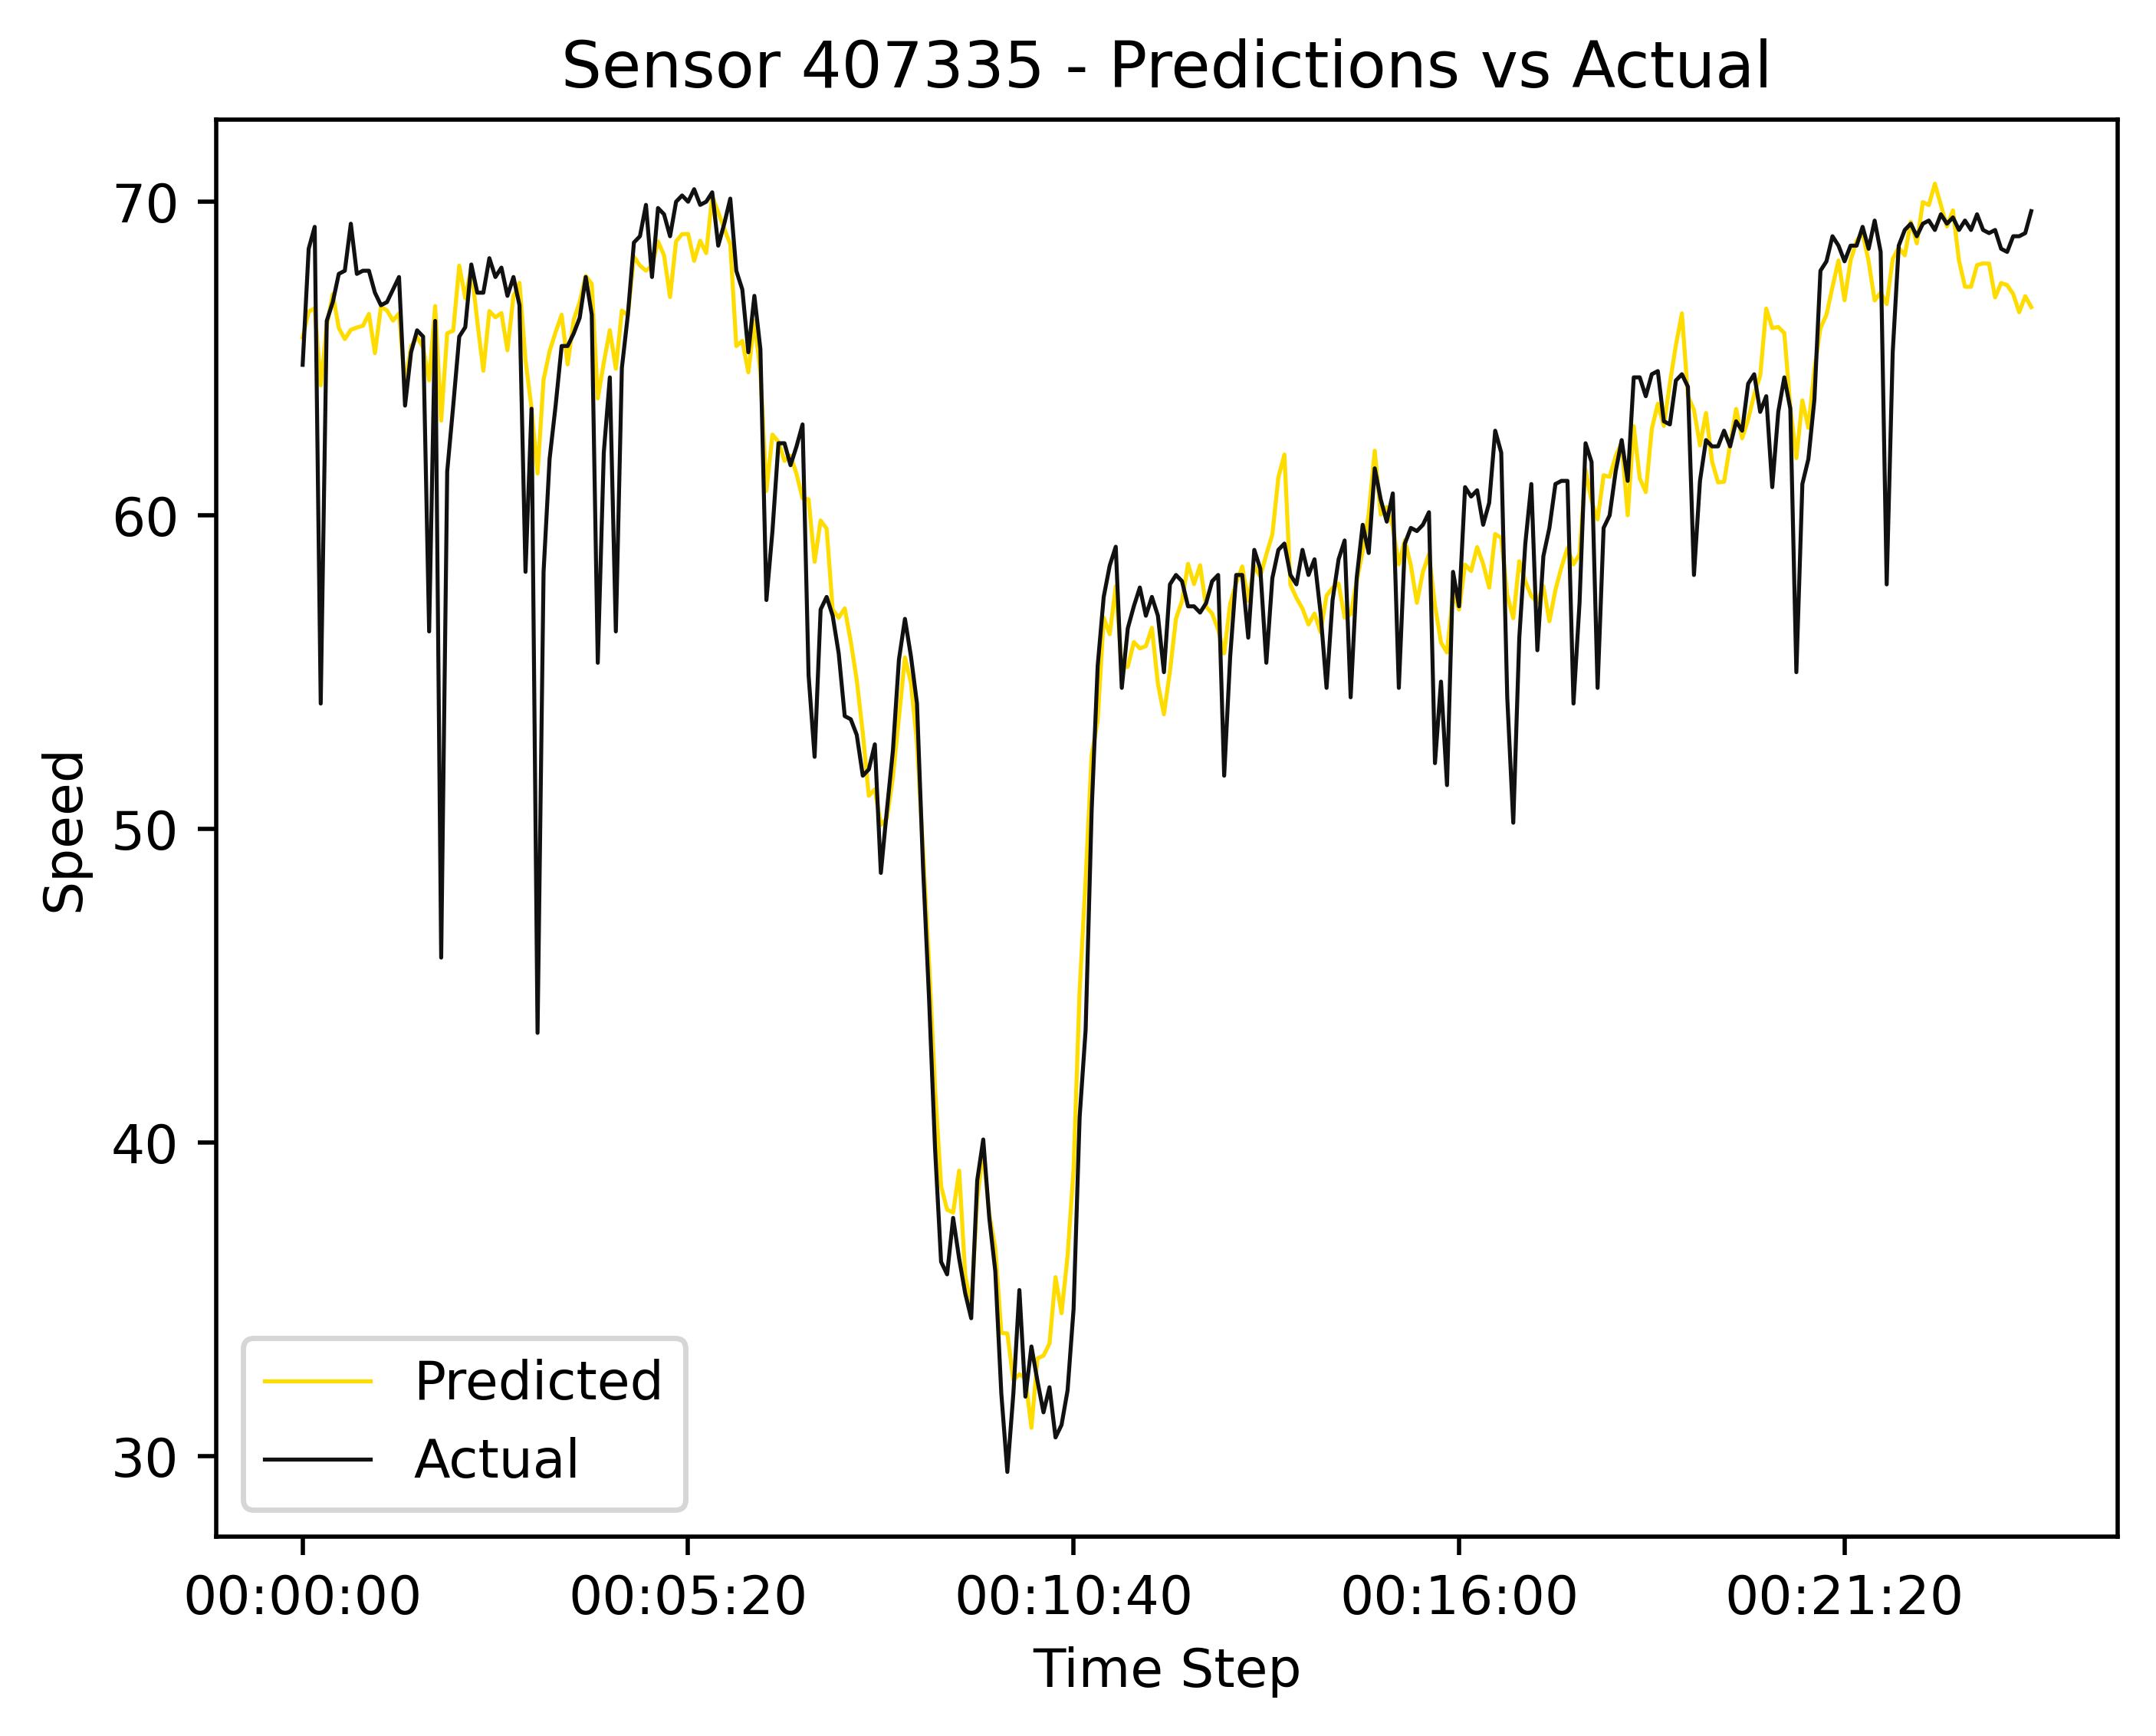 Sensor 407335 - Predictions vs Actual
70
60
50
40
30
Speed
Predicted
Actual
00:00:00 00:05:20 00:10:40 00:16:00 00:21:20
Time Step